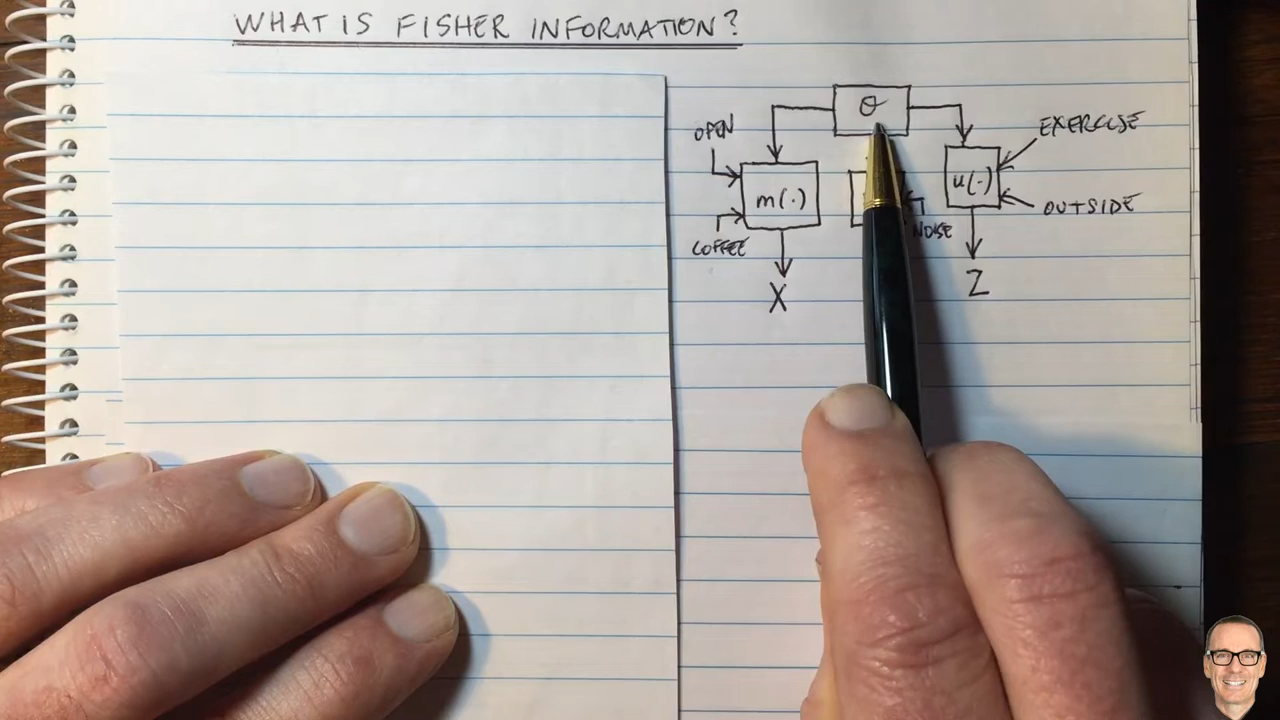 WHAT IS FISHER INFORMATION?
θ
OPEN
EXERCISE
m(·)
u(·)
OUTSIDE
COFFEE
NOISE
X
Z